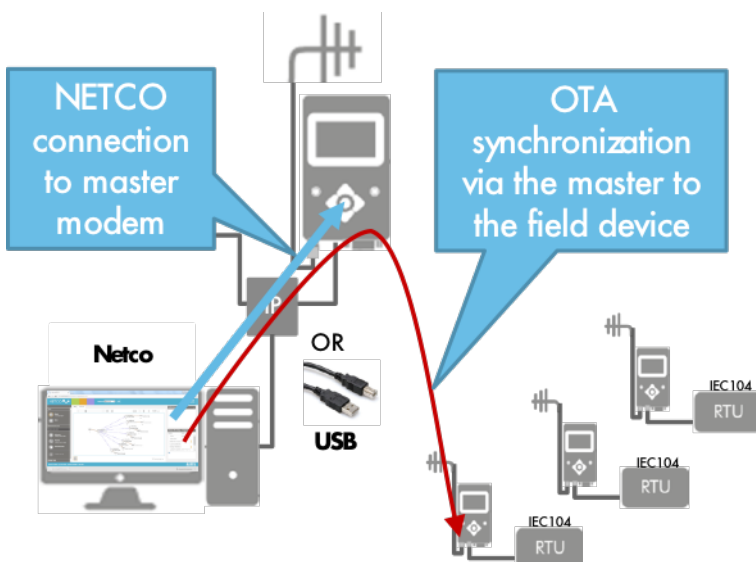 NETCO
connection
to master
modem
OTA
synchronization
via the master to
the field device
IP
Netco
OR
USB
IEC104
RTU
IEC104
RTU
IEC104
RTU